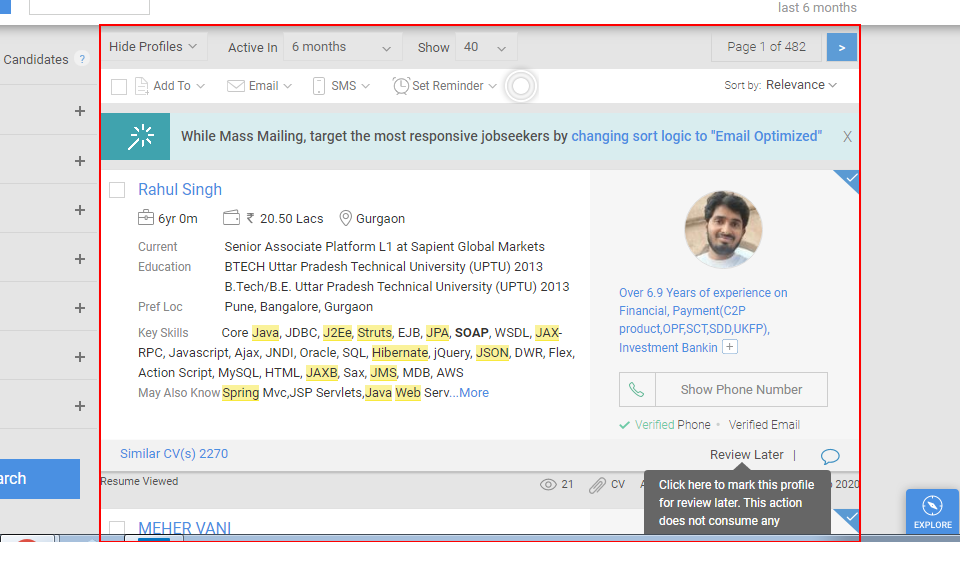 last 6 months
Candidates ?
Hide Profiles Active In 6 months Show 40 Page 1 of 482 >
Add To Email SMS Set Reminder Sort by: Relevance
While Mass Mailing, target the most responsive jobseekers by changing sort logic to "Email Optimized" X
Rahul Singh
6yr 0m ₹ 20.50 Lacs Gurgaon
Current Senior Associate Platform L1 at Sapient Global Markets
Education BTECH Uttar Pradesh Technical University (UPTU) 2013
B.Tech/B.E. Uttar Pradesh Technical University (UPTU) 2013
Pref Loc Pune, Bangalore, Gurgaon
Key Skills Core Java, JDBC, J2Ee, Struts, EJB, JPA, SOAP, WSDL, JAX-
RPC, Javascript, Ajax, JNDI, Oracle, SQL, Hibernate, jQuery, JSON, DWR, Flex,
Action Script, MySQL, HTML, JAXB, Sax, JMS, MDB, AWS
May Also Know Spring Mvc,JSP Servlets,Java Web Serv...More
Over 6.9 Years of experience on
Financial, Payment(C2P
product,OPF,SCT,SDD,UKFP),
Investment Bankin +
Show Phone Number
Verified Phone • Verified Email
Similar CV(s) 2270 Review Later |
Resume Viewed 21 CV 2020
Click here to mark this profile
for review later. This action
does not consume any
MEHER VANI
EXPLORE